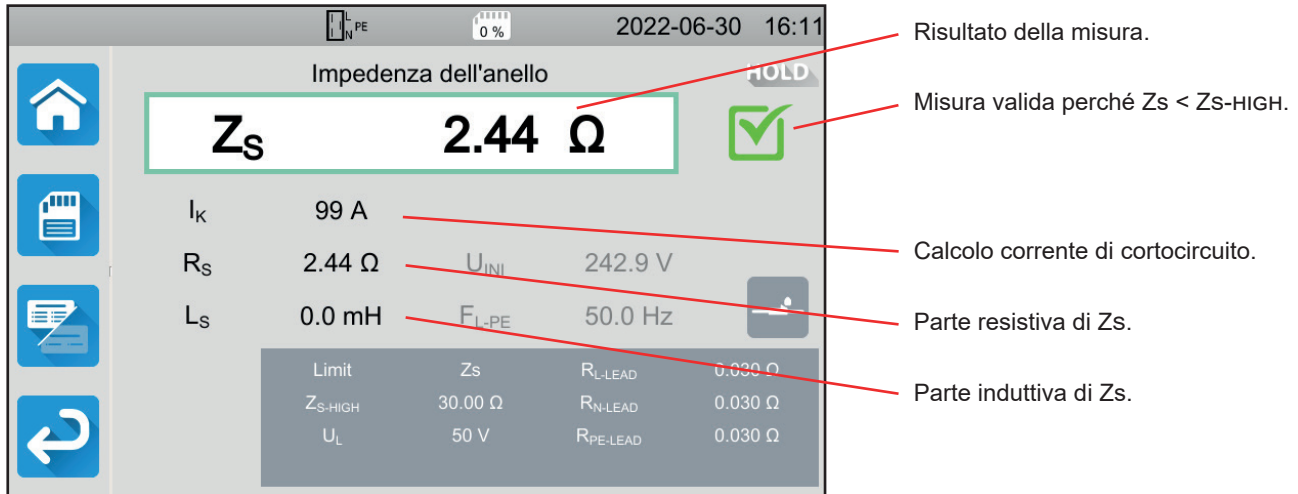 L PE N 0 % 2022-06-30 16:11
Impedenza dell'anello HOLD
ZS 2.44 Ω
IK 99 A
RS 2.44 Ω UINI 242.9 V
LS 0.0 mH FL-PE 50.0 Hz
Limit Zs RL-LEAD 0.030 Ω
ZS-HIGH 30.00 Ω RN-LEAD 0.030 Ω
UL 50 V RPE-LEAD 0.030 Ω
Risultato della misura.
Misura valida perché Zs < Zs-HIGH.
Calcolo corrente di cortocircuito.
Parte resistiva di Zs.
Parte induttiva di Zs.